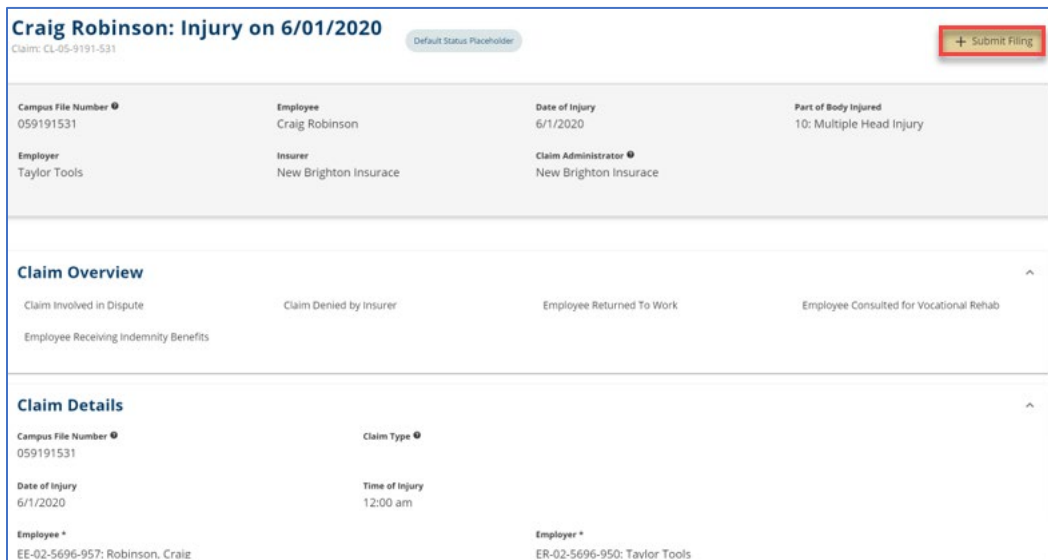 Craig Robinson: Injury on 6/01/2020
Default Status Placeholder
+ Submit Filing
Claim: CL-05-9191-531
Campus File Number
Employee
Date of Injury
Part of Body Injured
059191531
Craig Robinson
6/1/2020
10: Multiple Head Injury
Employer
Insurer
Claim Administrator
Taylor Tools
New Brighton Insurace
New Brighton Insurace
Claim Overview
Claim Involved in Dispute
Claim Denied by Insurer
Employee Returned To Work
Employee Consulted for Vocational Rehab
Employee Receiving Indemnity Benefits
Claim Details
Campus File Number
Claim Type
059191531
Date of Injury
Time of Injury
6/1/2020
12:00 am
Employee *
Employer *
EE-02-5696-957: Robinson, Craig
ER-02-5696-950: Taylor Tools